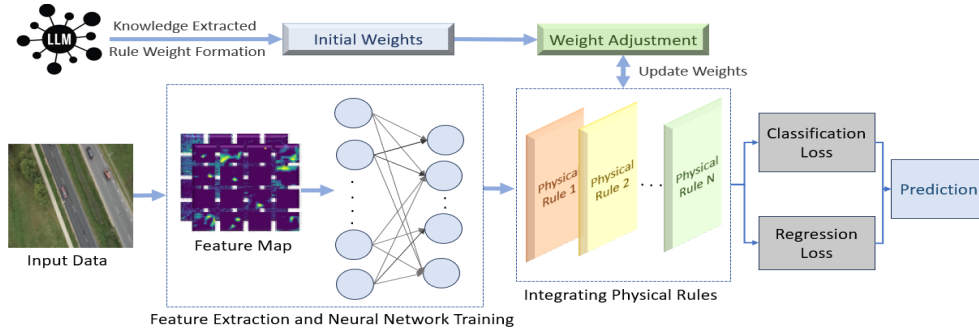 LLM
Knowledge Extracted
Rule Weight Formation
Initial Weights
Weight Adjustment
Update Weights
Input Data
Feature Map
Feature Extraction and Neural Network Training
Physica
Rule 1
Physical
Rule 2
Physical
Rule N
Integrating Physical Rules
Classification
Loss
Regression
Loss
Prediction